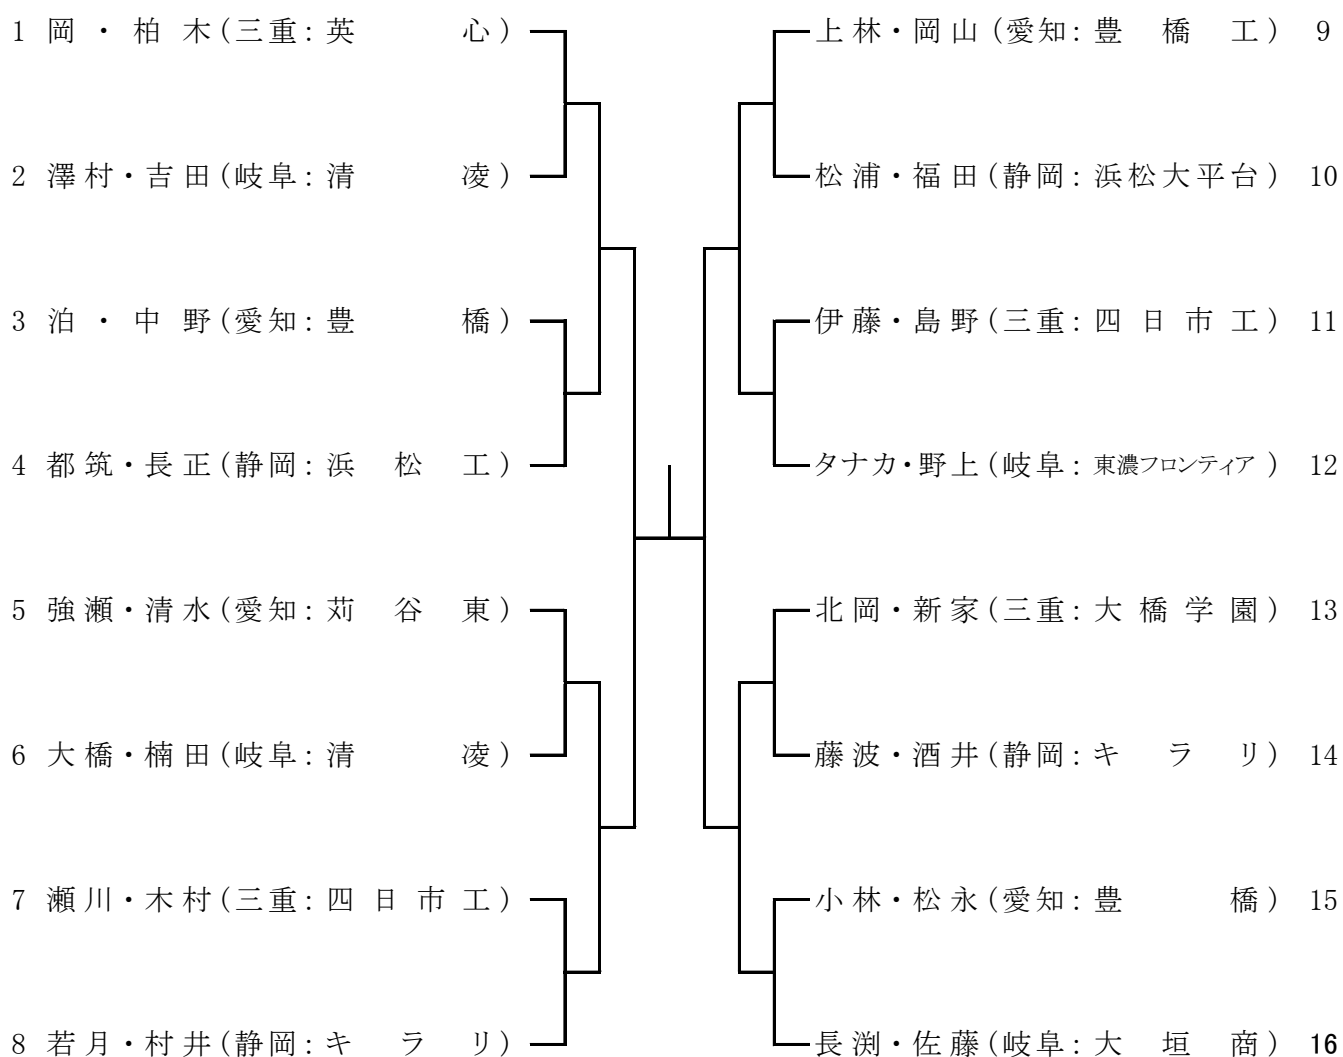 1 岡・柏木(三重:英心)
2 澤村・吉田(岐阜:清凌)
3 泊・中野(愛知:豊橋)
4 都筑・長正(静岡:浜松工)
5 強瀬・清水(愛知:苅谷東)
6 大橋・楠田(岐阜:清凌)
7 瀬川・木村(三重:四日市工)
8 若月・村井(静岡:キラリ)
上林・岡山(愛知:豊橋工) 9
松浦・福田(静岡:浜松大平台) 10
伊藤・島野(三重:四日市工) 11
タナカ・野上(岐阜:東濃フロンティア) 12
北岡・新家(三重:大橋学園) 13
藤波・酒井(静岡:キラリ) 14
小林・松永(愛知:豊橋) 15
長渕・佐藤(岐阜:大垣商) 16